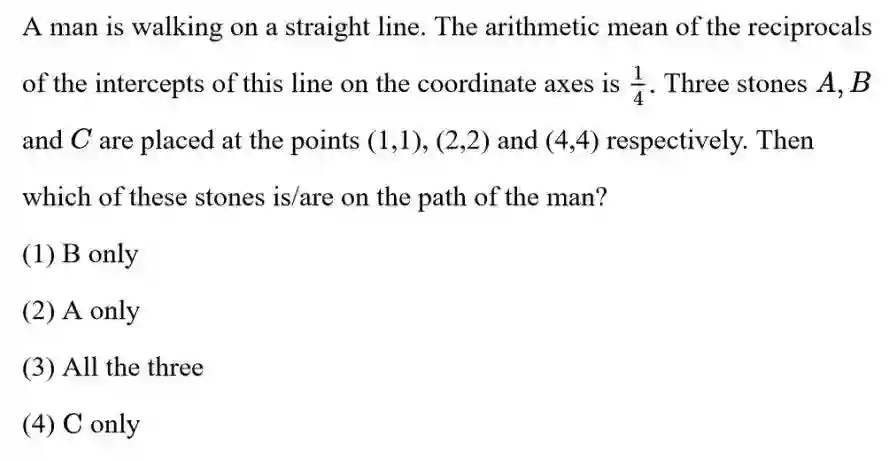 A man is walking on a straight line. The arithmetic mean of the reciprocals
of the intercepts of this line on the coordinate axes is 1/4. Three stones A, B
and C are placed at the points (1,1), (2,2) and (4,4) respectively. Then
which of these stones is/are on the path of the man?
(1) B only
(2) A only
(3) All the three
(4) C only